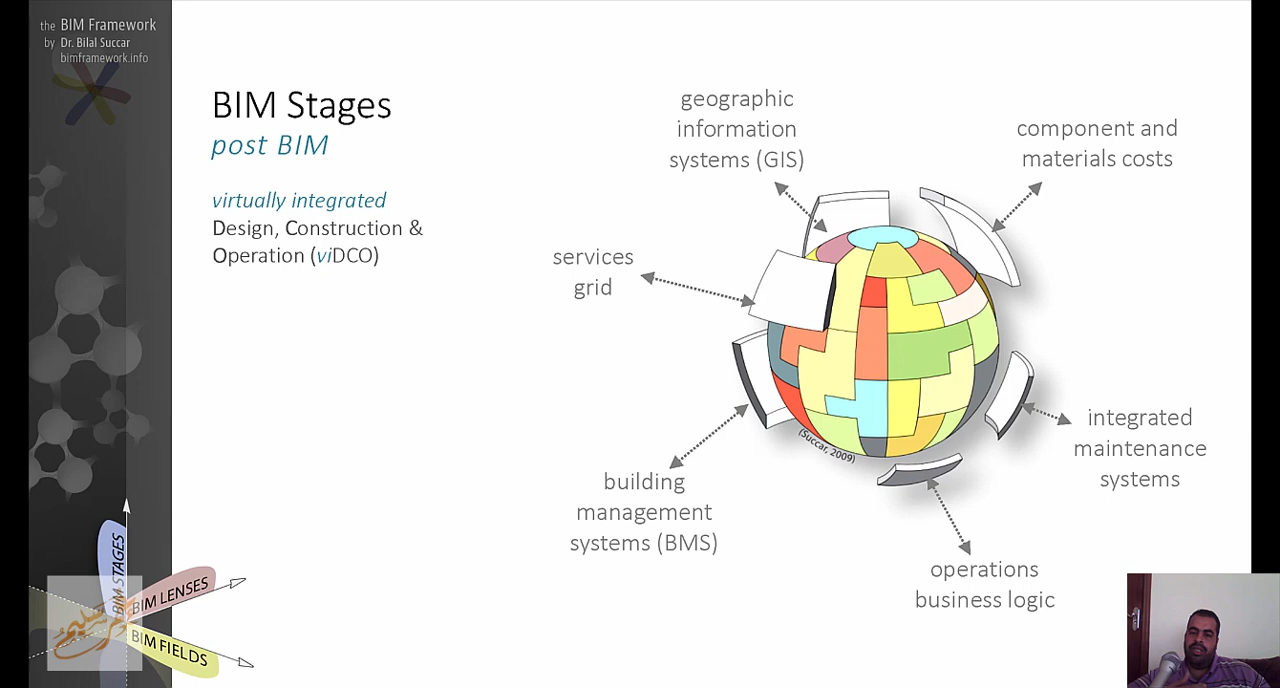 the BIM Framework
by Dr. Bilal Succar
bimframework.info
BIM Stages
post BIM
virtually integrated
Design, Construction &
Operation (viDCO)
geographic
information
systems (GIS)
component and
materials costs
services
grid
integrated
maintenance
systems
building
management
systems (BMS)
operations
business logic
(Succar, 2009)
BIM STAGES
BIM LENSES
BIM FIELDS